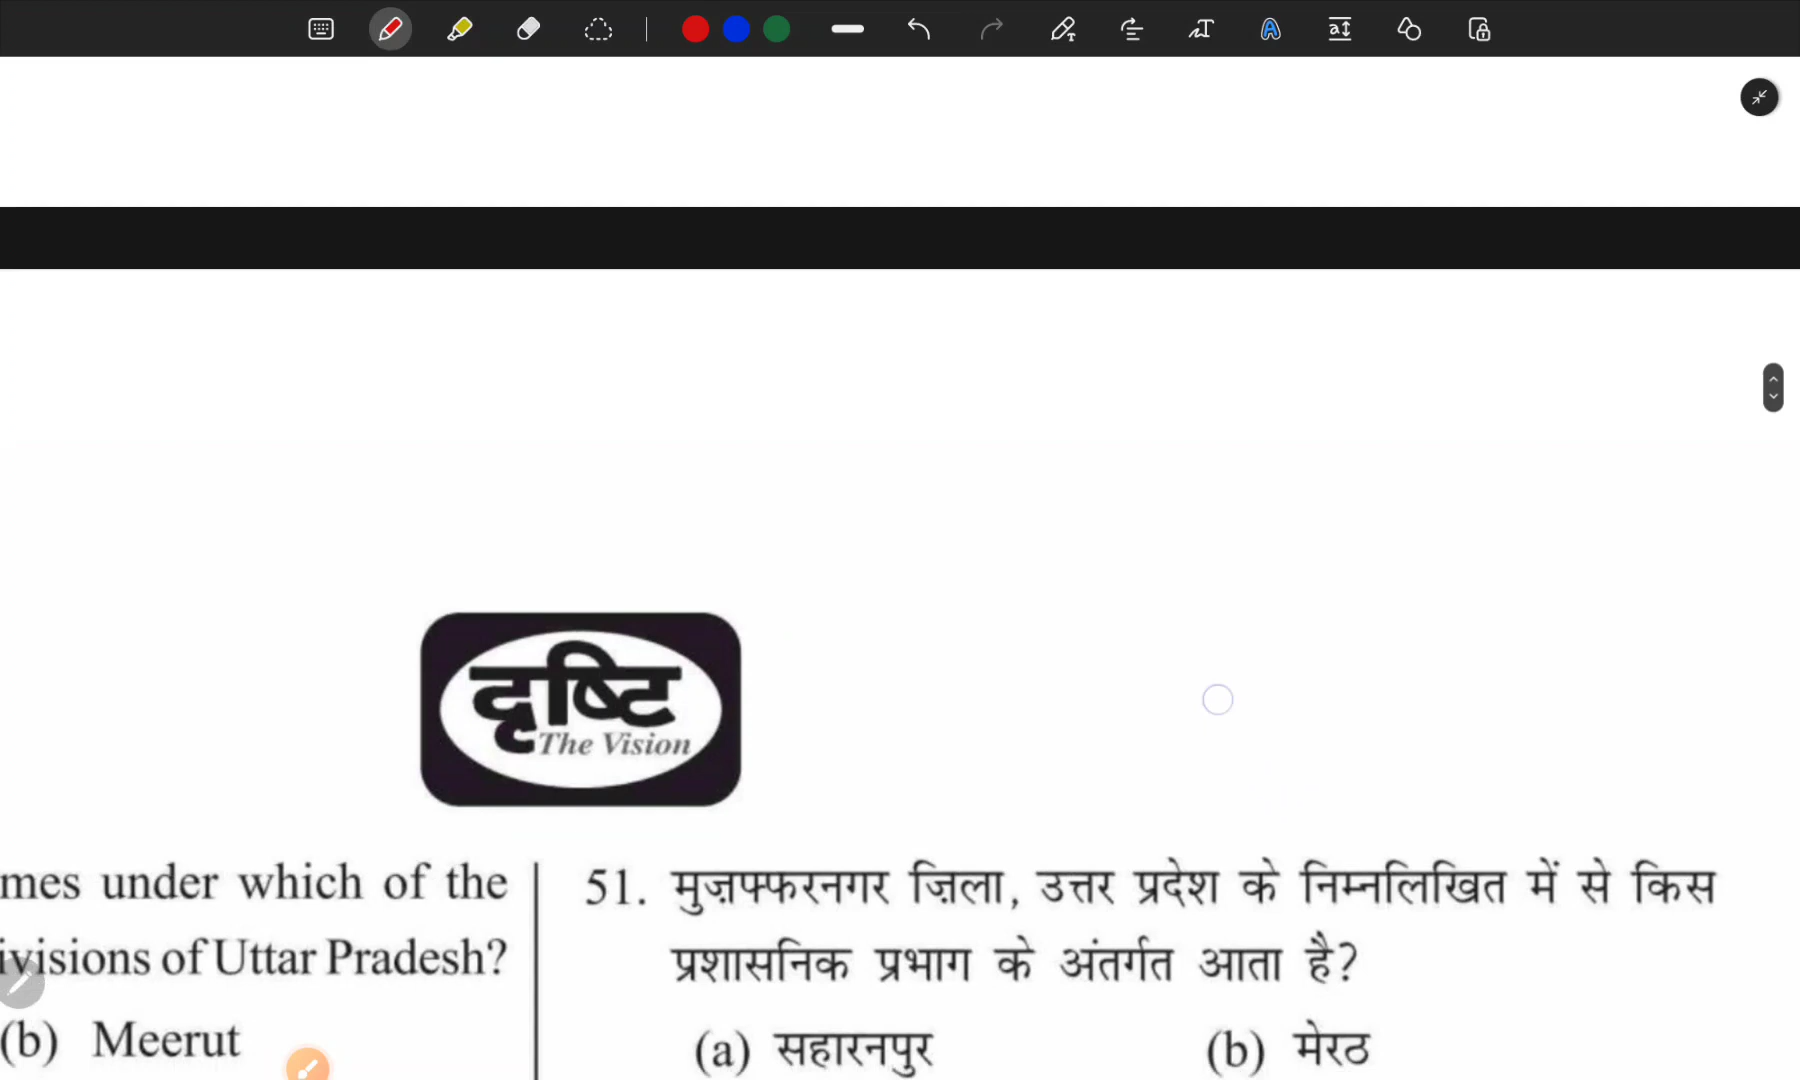 दृष्टि
The Vision
mes under which of the
ivisions of Uttar Pradesh?
(b) Meerut
51. मुज़फ्फरनगर ज़िला, उत्तर प्रदेश के निम्नलिखित में से किस
प्रशासनिक प्रभाग के अंतर्गत आता है?
(a) सहारनपुर (b) मेरठ